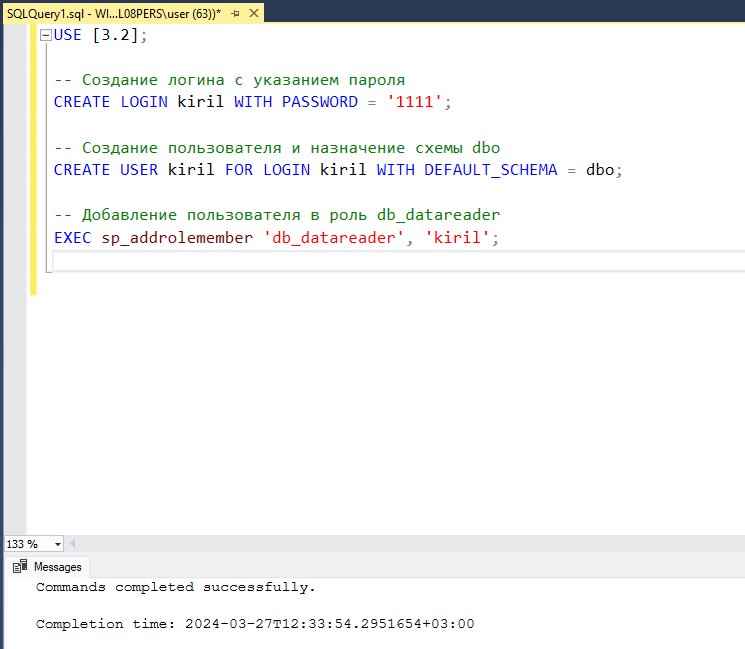 SQLQuery1.sql - WI...L08PERS\user (63))*
USE [3.2];
-- Создание логина с указанием пароля
CREATE LOGIN kiril WITH PASSWORD = '1111';
-- Создание пользователя и назначение схемы dbo
CREATE USER kiril FOR LOGIN kiril WITH DEFAULT_SCHEMA = dbo;
-- Добавление пользователя в роль db_datareader
EXEC sp_addrolemember 'db_datareader', 'kiril';
133 %
Messages
Commands completed successfully.
Completion time: 2024-03-27T12:33:54.2951654+03:00